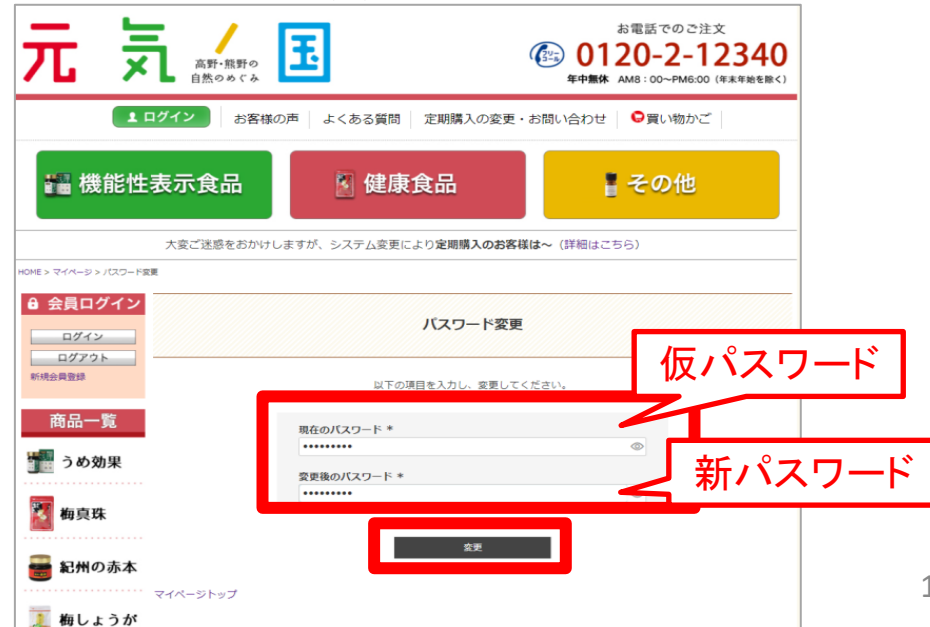 元気ノ国
高野・熊野の
自然のめぐみ
お電話でのご注文
フリーコール 0120-2-12340
年中無休 AM8：00～PM6:00（年末年始を除く）
ログイン お客様の声 よくある質問 定期購入の変更・お問い合わせ 買い物かご
機能性表示食品 健康食品 その他
大変ご迷惑をおかけしますが、システム変更により定期購入のお客様は～（詳細はこちら）
HOME > マイページ > パスワード変更
会員ログイン
ログイン
ログアウト
新規会員登録
商品一覧
うめ効果
梅真珠
紀州の赤本
梅しょうが
パスワード変更
以下の項目を入力し、変更してください。
仮パスワード
現在のパスワード *
•••••••••
新パスワード
変更後のパスワード *
•••••••••
変更
マイページトップ
1